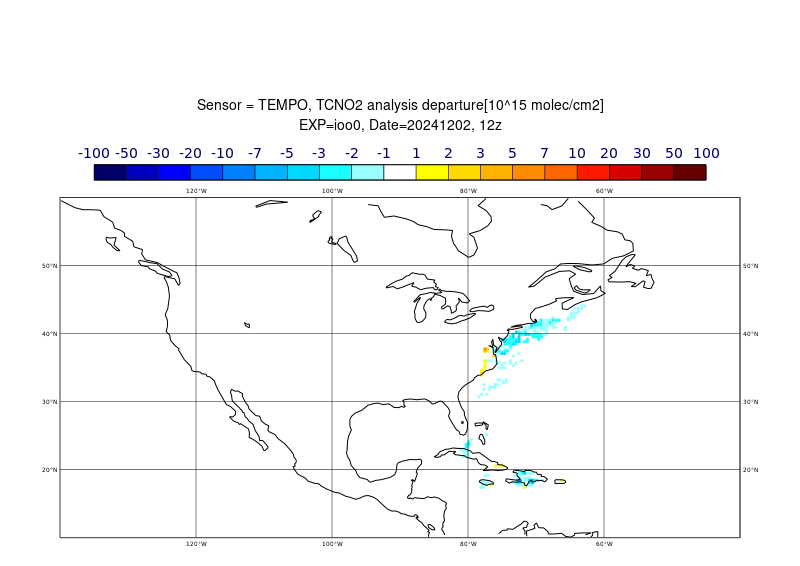 Sensor = TEMPO, TCNO2 analysis departure[10^15 molec/cm2]
EXP=ioo0, Date=20241202, 12z
-100 -50 -30 -20 -10 -7 -5 -3 -2 -1 1 2 3 5 7 10 20 30 50 100
120°W 100°W 80°W 60°W
50°N 50°N
40°N 40°N
30°N 30°N
20°N 20°N
120°W 100°W 80°W 60°W